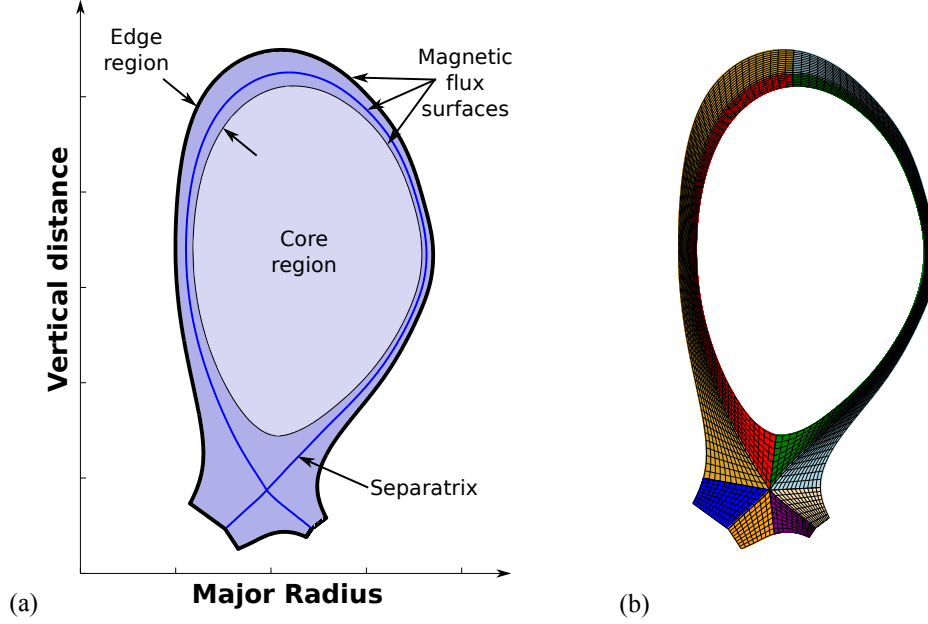 Edge
region
Magnetic
flux
surfaces
Core
region
Separatrix
Vertical distance
Major Radius
(a)
(b)